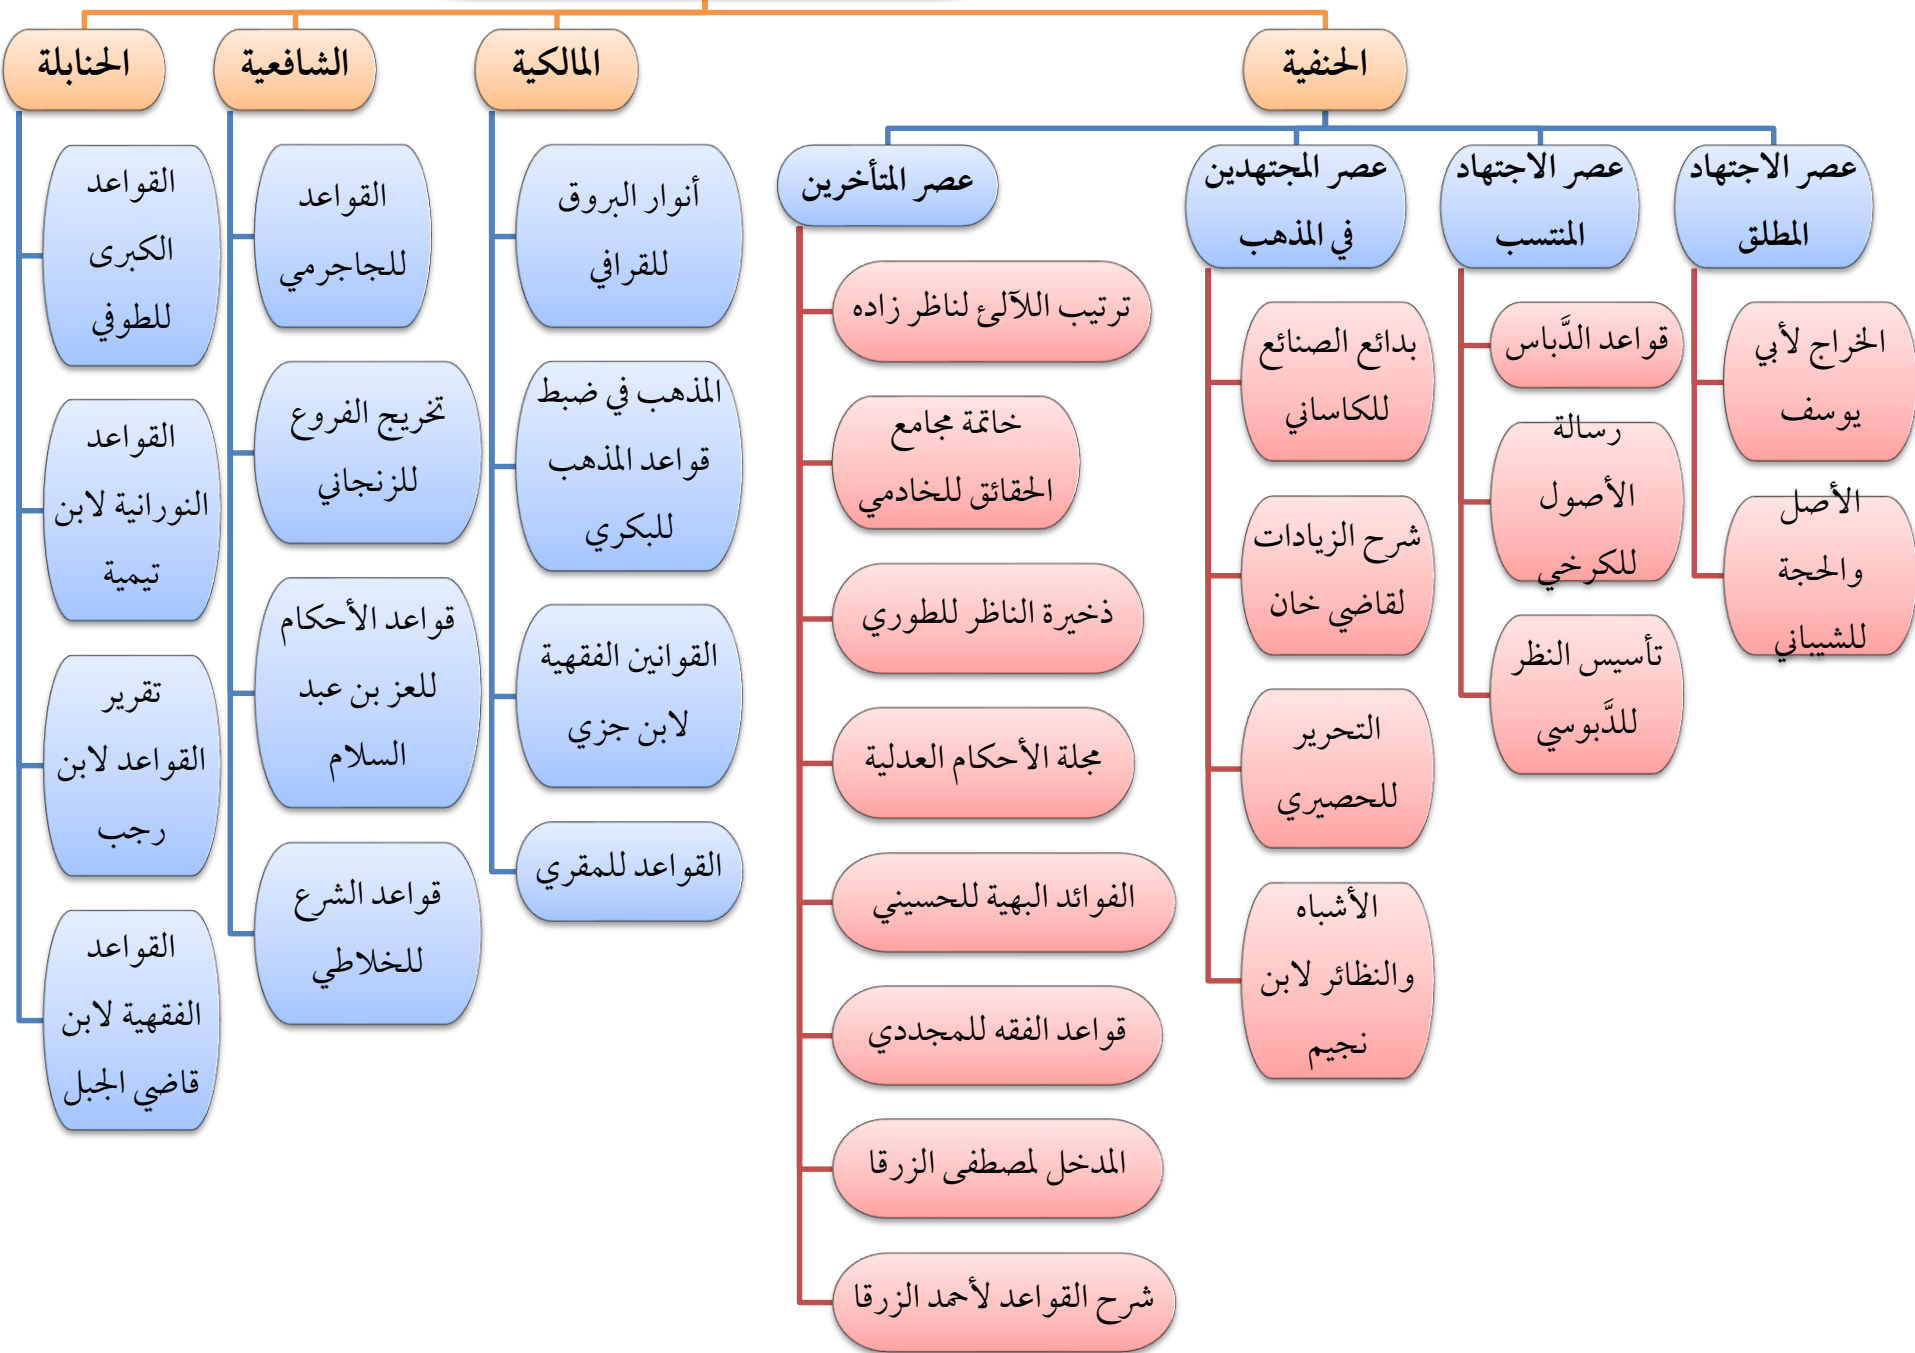 الحنفية
المالكية
الشافعية
الحنابلة
عصر الاجتهاد
المطلق
الخراج لأبي
يوسف
الأصل
والحجة
للشيباني
عصر الاجتهاد
المنتسب
قواعد الدَّباس
رسالة
الأصول
للكرخي
تأسيس النظر
للدَّبوسي
عصر المجتهدين
في المذهب
بدائع الصنائع
للكاساني
شرح الزيادات
لقاضي خان
التحرير
للحصيري
الأشباه
والنظائر لابن
نجيم
عصر المتأخرين
ترتيب اللآلئ لناظر زاده
خاتمة مجامع
الحقائق للخادمي
ذخيرة الناظر للطوري
مجلة الأحكام العدلية
الفوائد البهية للحسيني
قواعد الفقه للمجددي
المدخل لمصطفى الزرقا
شرح القواعد لأحمد الزرقا
أنوار البروق
للقرافي
المذهب في ضبط
قواعد المذهب
للبكري
القوانين الفقهية
لابن جزي
القواعد للمقري
القواعد
للجاجرمي
تخريج الفروع
للزنجاني
قواعد الأحكام
للعز بن عبد
السلام
قواعد الشرع
للخلاطي
القواعد
الكبرى
للطوفي
القواعد
النورانية لابن
تيمية
تقرير
القواعد لابن
رجب
القواعد
الفقهية لابن
قاضي الجبل